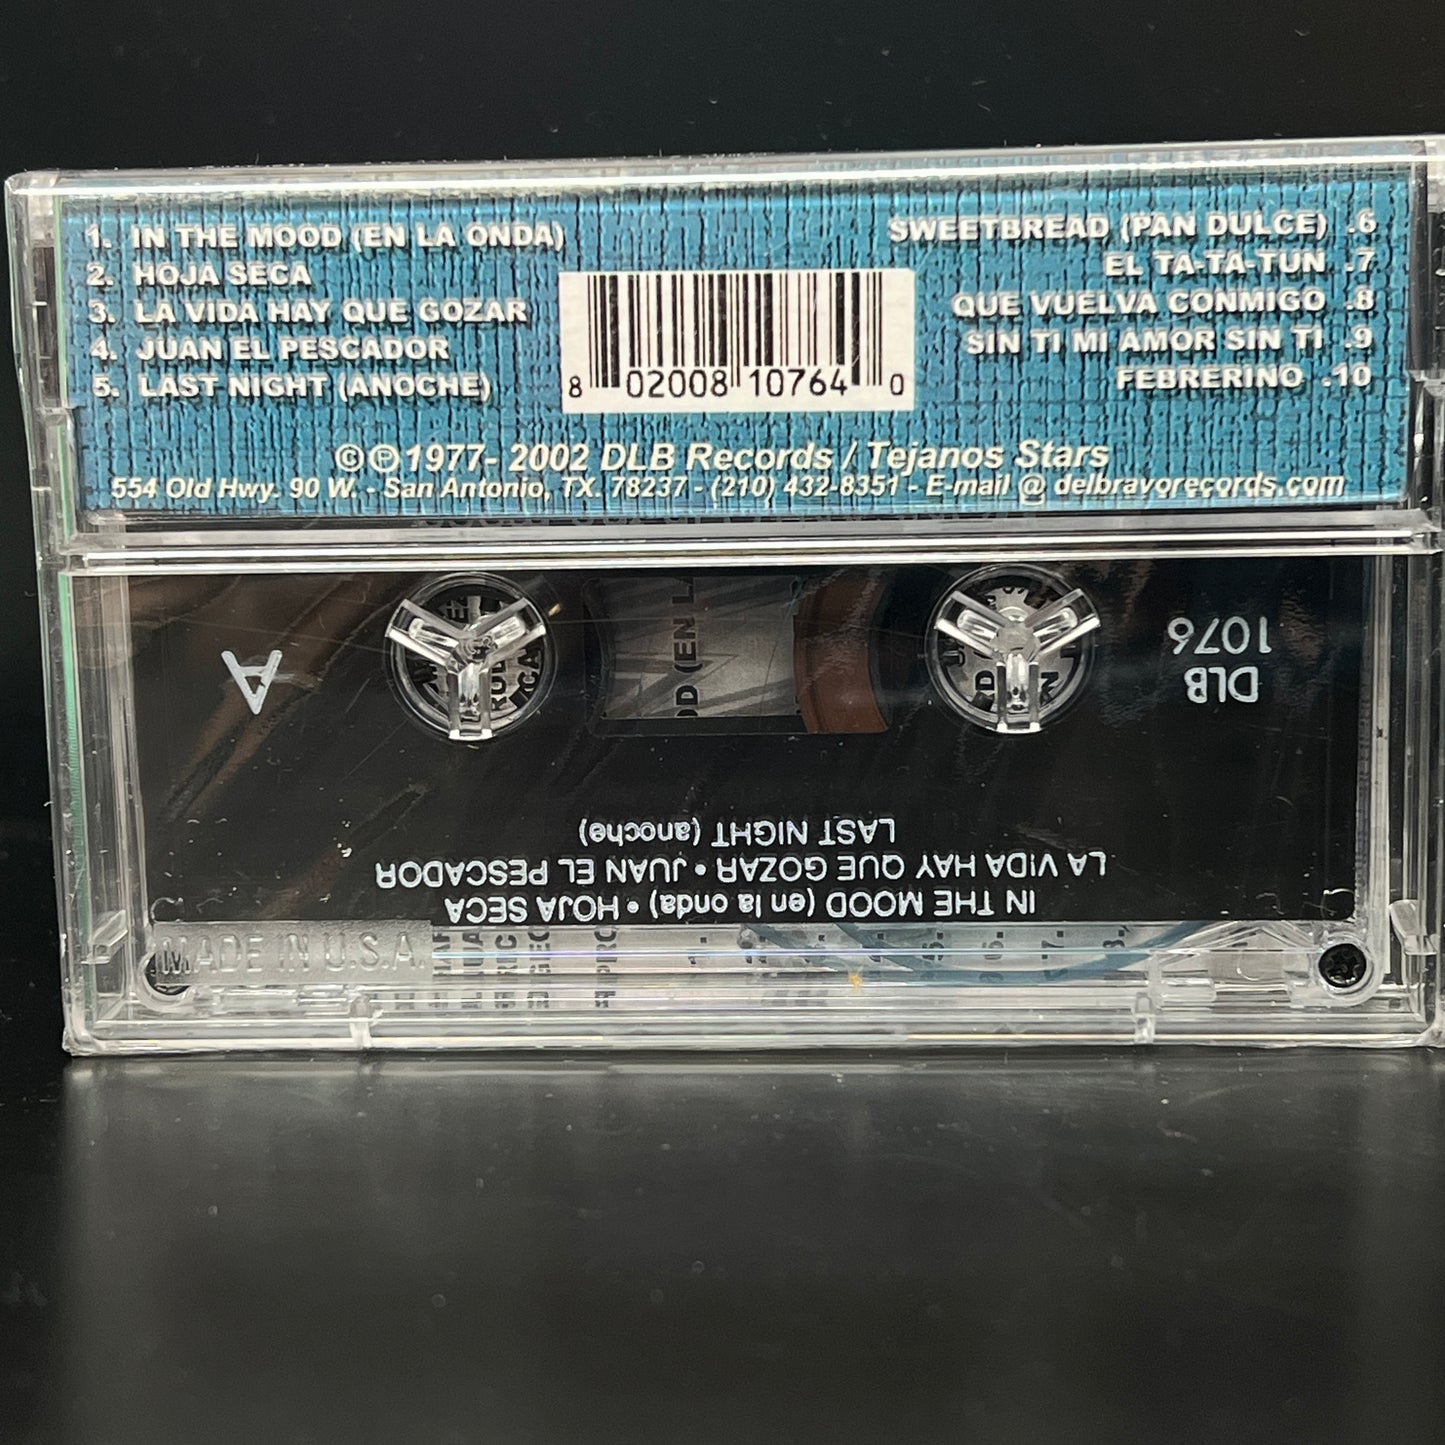 1. IN THE MOOD (EN LA ONDA)
2. HOJA SECA
3. LA VIDA HAY QUE GOZAR
4. JUAN EL PESCADOR
5. LAST NIGHT (ANOCHE)
SWEETBREAD (PAN DULCE) .6
EL TA-TA-TUN .7
QUE VUELVA CONMIGO .8
SIN TI MI AMOR SIN TI .9
FEBRERINO .10
8 02008 10764 0
©℗1977- 2002 DLB Records / Tejanos Stars
554 Old Hwy. 90 W. - San Antonio, TX. 78237 - (210) 432-8351 - E-mail @ delbravorecords.com
A
DLB
1076
IN THE MOOD (en la onda) • HOJA SECA
LA VIDA HAY QUE GOZAR • JUAN EL PESCADOR
LAST NIGHT (anoche)
MADE IN U.S.A.